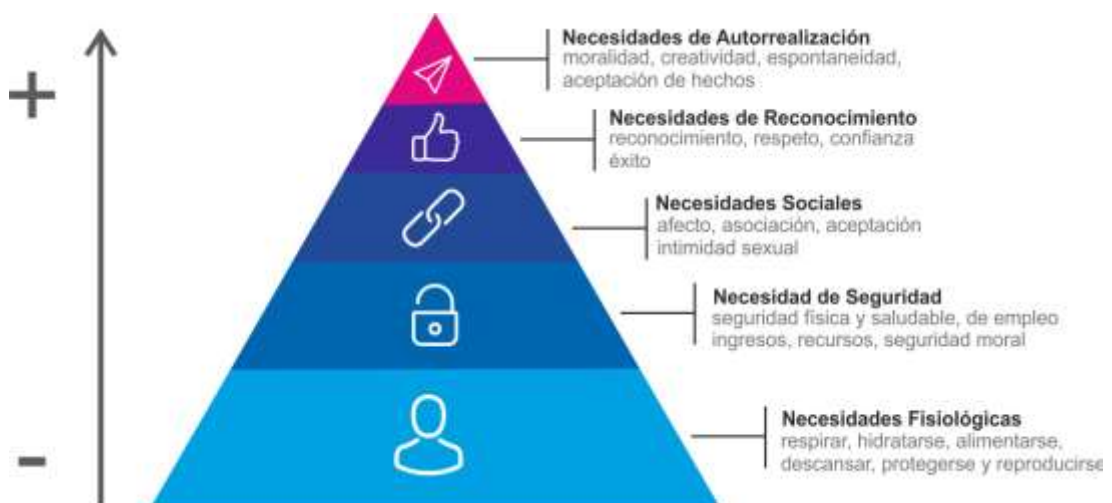 +
Necesidades de Autorrealización
moralidad, creatividad, espontaneidad,
aceptación de hechos
Necesidades de Reconocimiento
reconocimiento, respeto, confianza
éxito
Necesidades Sociales
afecto, asociación, aceptación
intimidad sexual
Necesidad de Seguridad
seguridad física y saludable, de empleo
ingresos, recursos, seguridad moral
Necesidades Fisiológicas
respirar, hidratarse, alimentarse,
descansar, protegerse y reproducirse
-